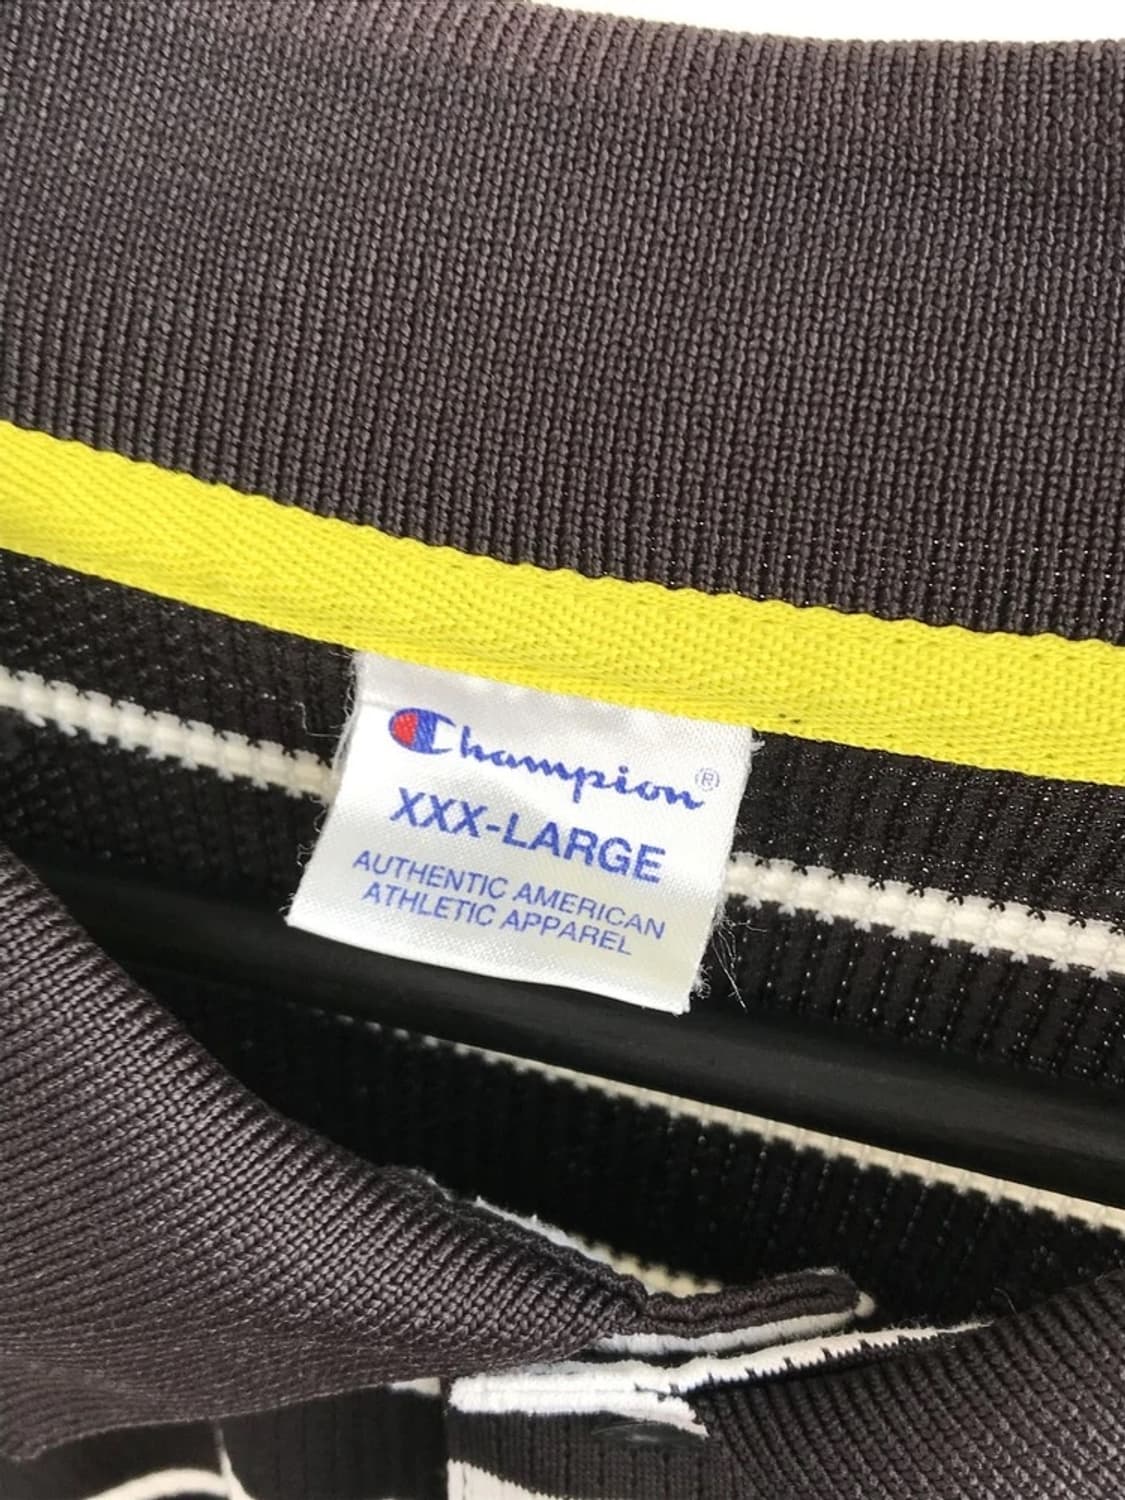 Champion®
XXX-LARGE
AUTHENTIC AMERICAN
ATHLETIC APPAREL